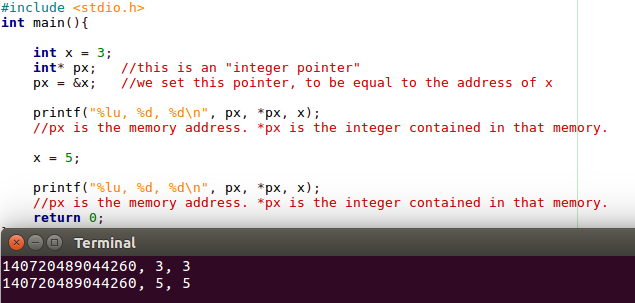 #include <stdio.h>
int main(){
int x = 3;
int* px;   //this is an "integer pointer"
px = &x;   //we set this pointer, to be equal to the address of x
printf("%lu, %d, %d\n", px, *px, x);
//px is the memory address. *px is the integer contained in that memory.
x = 5;
printf("%lu, %d, %d\n", px, *px, x);
//px is the memory address. *px is the integer contained in that memory.
return 0;
Terminal
140720489044260, 3, 3
140720489044260, 5, 5